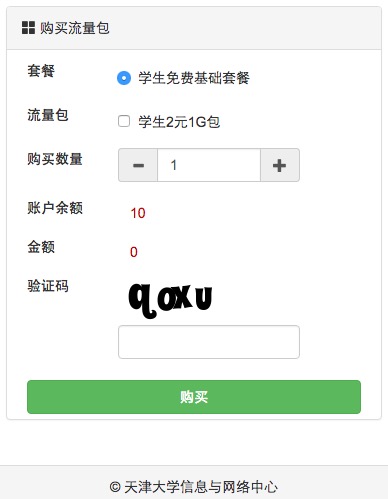 购买流量包
套餐 学生免费基础套餐
流量包 学生2元1G包
购买数量 1
账户余额 10
金额 0
验证码 qoxu
购买
© 天津大学信息与网络中心